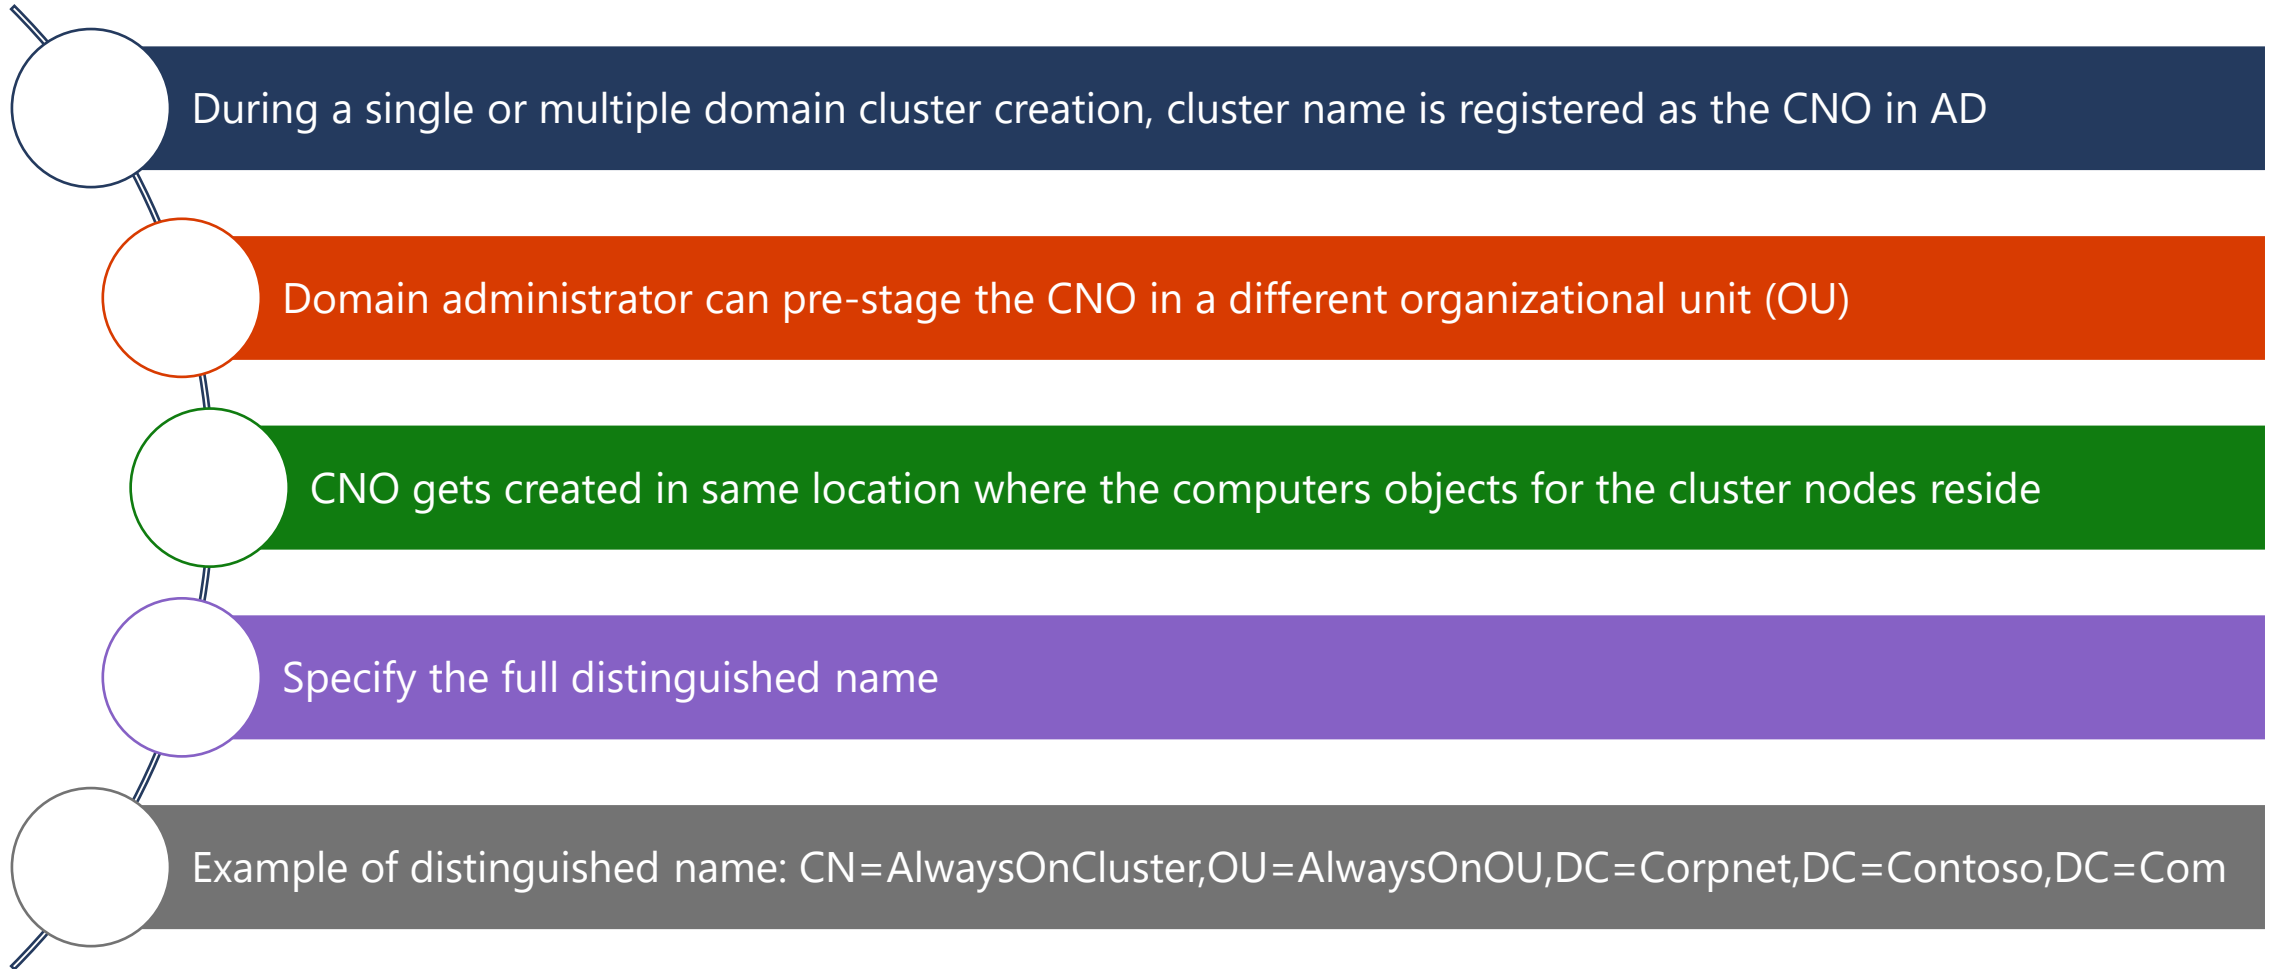 During a single or multiple domain cluster creation, cluster name is registered as the CNO in AD
Domain administrator can pre-stage the CNO in a different organizational unit (OU)
CNO gets created in same location where the computers objects for the cluster nodes reside
Specify the full distinguished name
Example of distinguished name: CN=AlwaysOnCluster,OU=AlwaysOnOU,DC=Corpnet,DC=Contoso,DC=Com